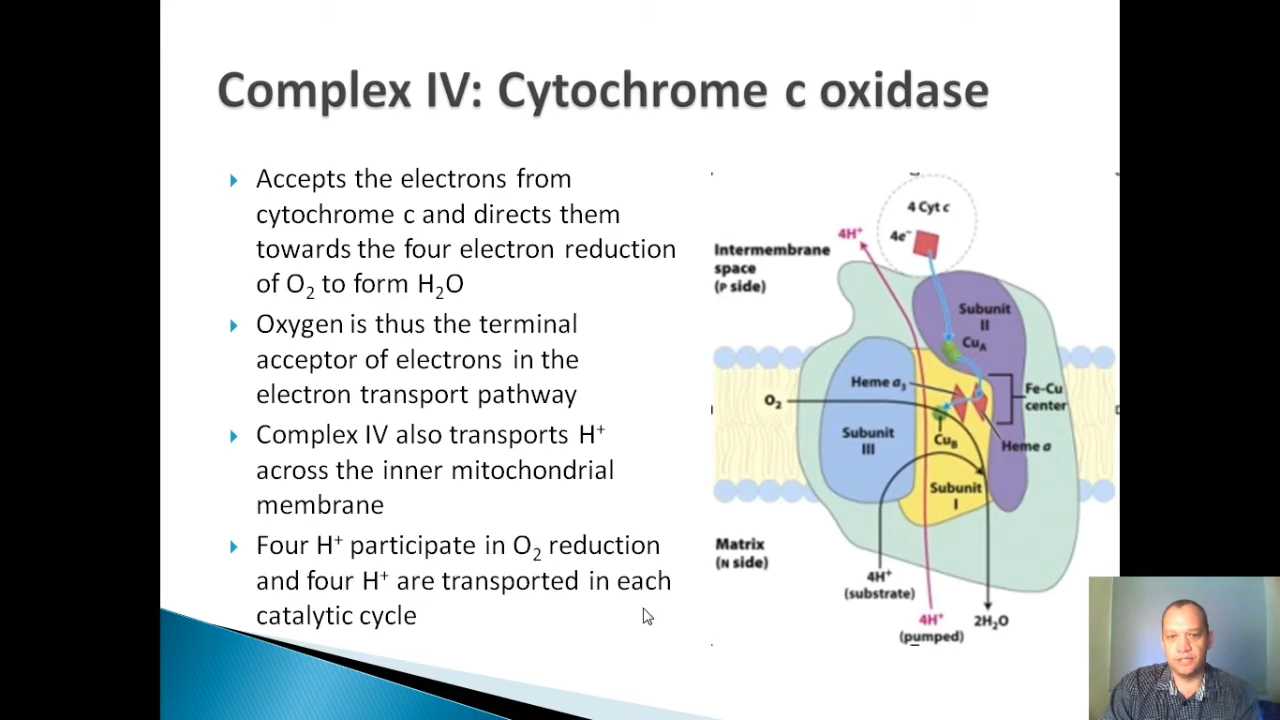 Complex IV: Cytochrome c oxidase
Accepts the electrons from
cytochrome c and directs them
towards the four electron reduction
of O₂ to form H₂O
Oxygen is thus the terminal
acceptor of electrons in the
electron transport pathway
Complex IV also transports H⁺
across the inner mitochondrial
membrane
Four H⁺ participate in O₂ reduction
and four H⁺ are transported in each
catalytic cycle
4 Cyt c
4e⁻
4H⁺
Intermembrane
space
(P side)
Subunit
II
CuA
Heme a₃
Fe-Cu
center
O₂
Subunit
III
CuB
Heme a
Subunit
I
Matrix
(N side)
4H⁺
(substrate)
4H⁺
(pumped)
2H₂O